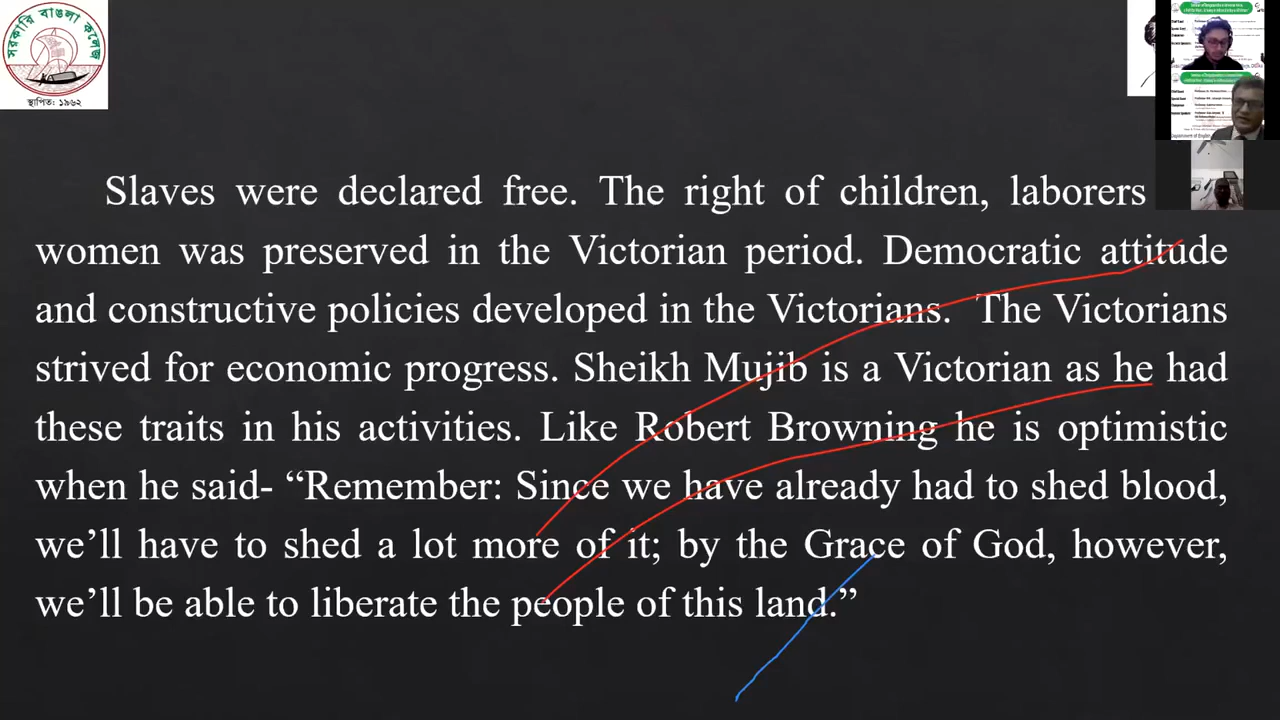 সরকারি বাঙলা কলেজ
স্থাপিত: ১৯৬২
Slaves were declared free. The right of children, laborers
women was preserved in the Victorian period. Democratic attitude
and constructive policies developed in the Victorians. The Victorians
strived for economic progress. Sheikh Mujib is a Victorian as he had
these traits in his activities. Like Robert Browning he is optimistic
when he said- “Remember: Since we have already had to shed blood,
we’ll have to shed a lot more of it; by the Grace of God, however,
we’ll be able to liberate the people of this land.”